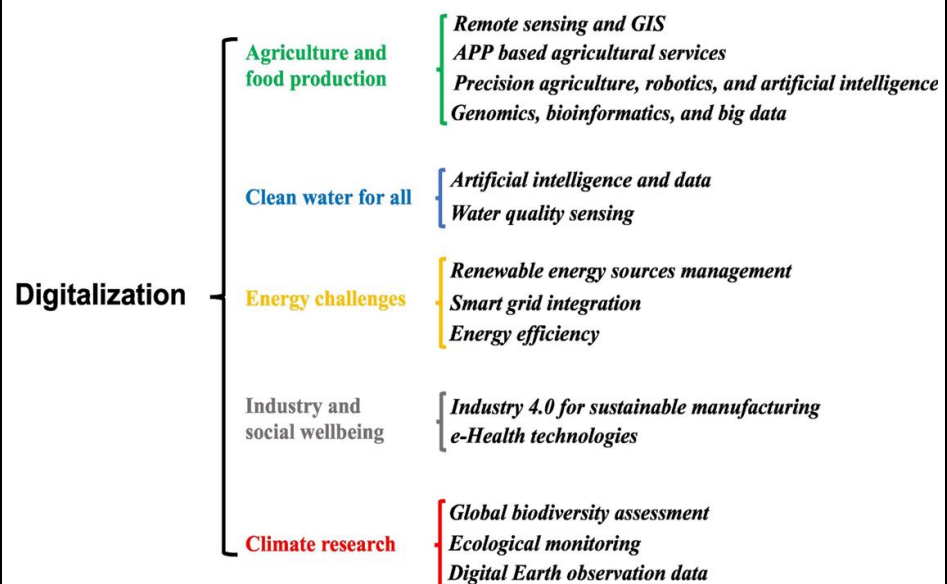 Digitalization
Agriculture and
food production
Remote sensing and GIS
APP based agricultural services
Precision agriculture, robotics, and artificial intelligence
Genomics, bioinformatics, and big data
Clean water for all
Artificial intelligence and data
Water quality sensing
Energy challenges
Renewable energy sources management
Smart grid integration
Energy efficiency
Industry and
social wellbeing
Industry 4.0 for sustainable manufacturing
e-Health technologies
Climate research
Global biodiversity assessment
Ecological monitoring
Digital Earth observation data